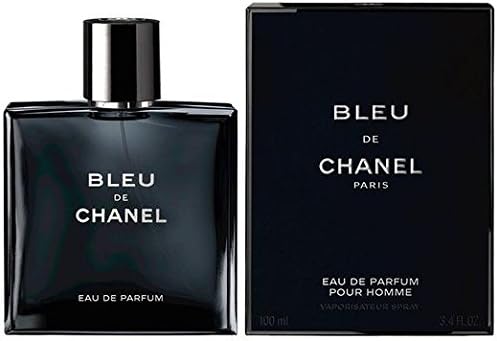 BLEU
DE
CHANEL
EAU DE PARFUM
BLEU
DE
CHANEL
PARIS
EAU DE PARFUM
POUR HOMME
VAPORISATEUR SPRAY
100 ml 3.4 FL.OZ.